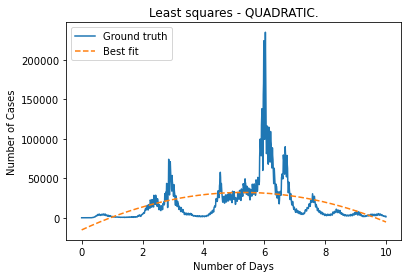 Least squares - QUADRATIC.
Ground truth
Best fit
200000
150000
100000
50000
0
Number of Cases
0 2 4 6 8 10
Number of Days